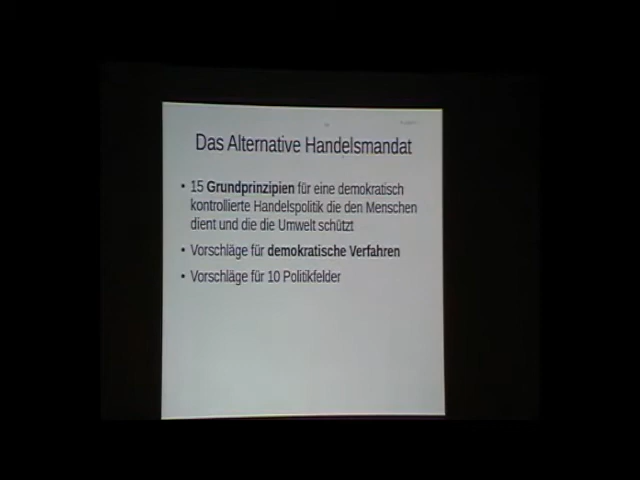 Das Alternative Handelsmandat
• 15 Grundprinzipien für eine demokratisch
kontrollierte Handelspolitik die den Menschen
dient und die die Umwelt schützt
• Vorschläge für demokratische Verfahren
• Vorschläge für 10 Politikfelder